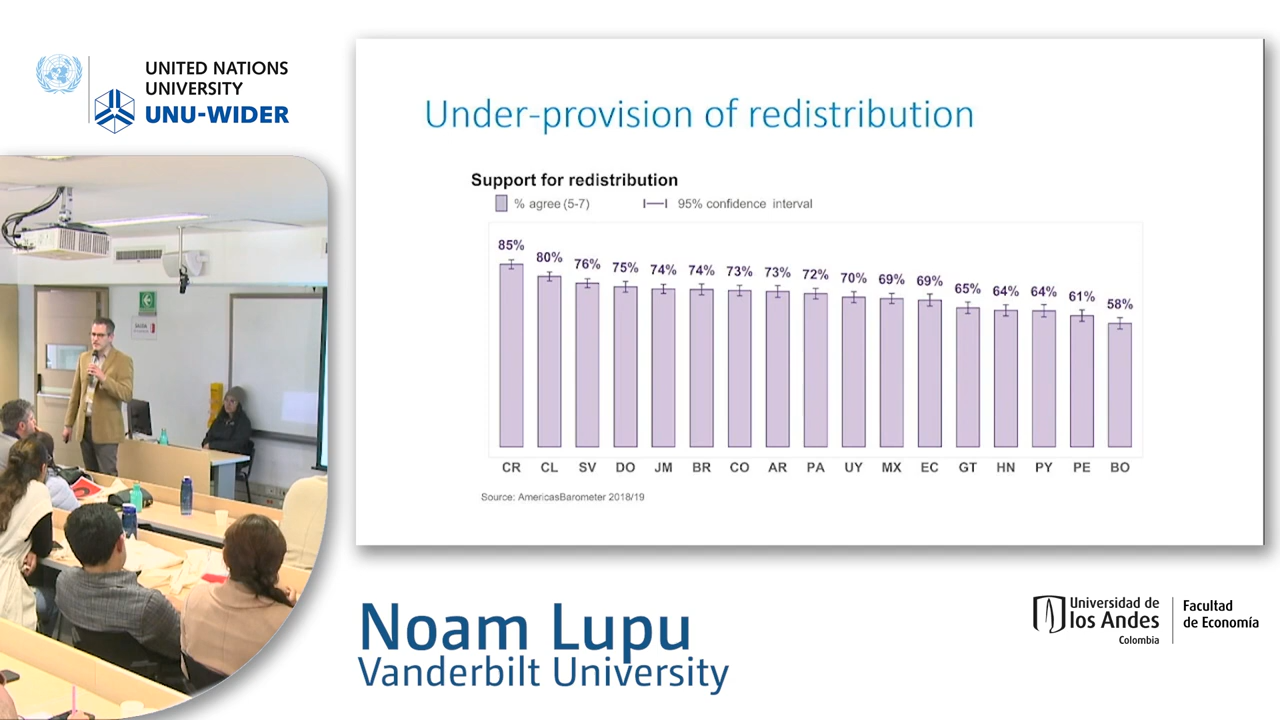 UNITED NATIONS
UNIVERSITY
UNU-WIDER
Under-provision of redistribution
Support for redistribution
% agree (5-7) 95% confidence interval
85% 80% 76% 75% 74% 74% 73% 73% 72% 70% 69% 69% 65% 64% 64% 61% 58%
CR CL SV DO JM BR CO AR PA UY MX EC GT HN PY PE BO
Source: AmericasBarometer 2018/19
SALIDA
Noam Lupu
Vanderbilt University
Universidad de
los Andes
Colombia
Facultad
de Economía